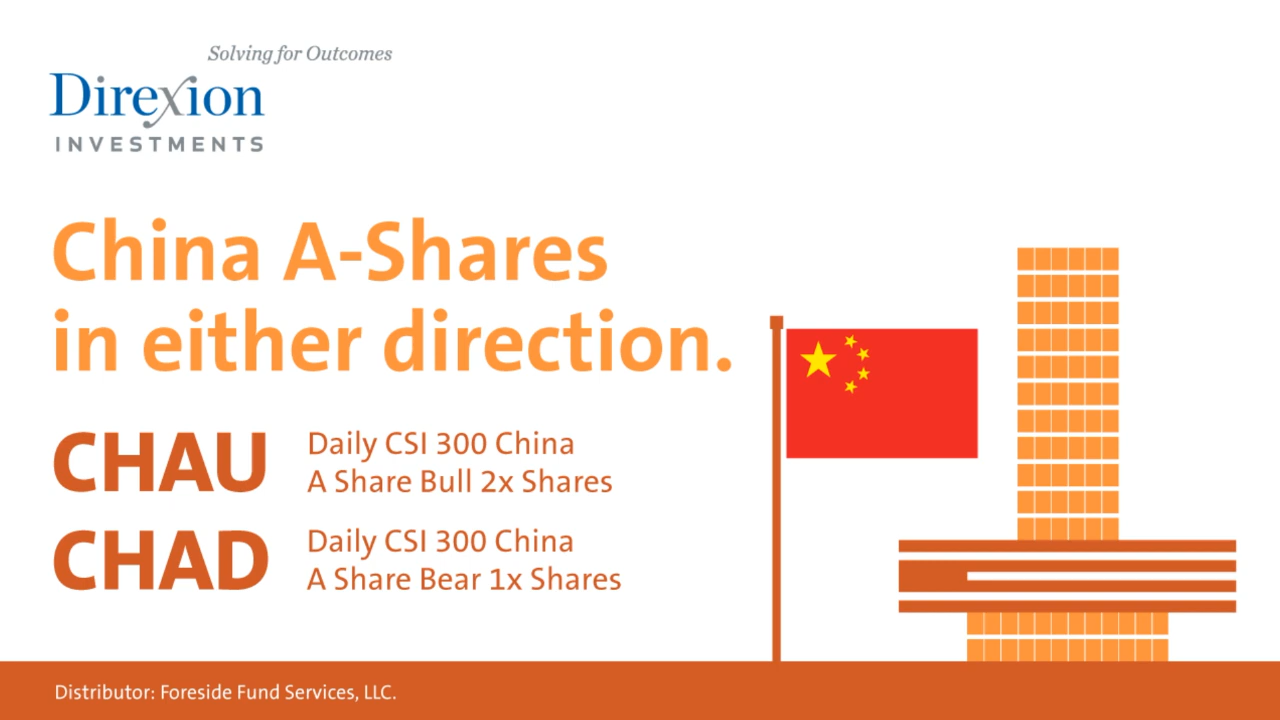 Solving for Outcomes
Direxion
INVESTMENTS
China A-Shares
in either direction.
CHAU
Daily CSI 300 China
A Share Bull 2x Shares
CHAD
Daily CSI 300 China
A Share Bear 1x Shares
Distributor: Foreside Fund Services, LLC.